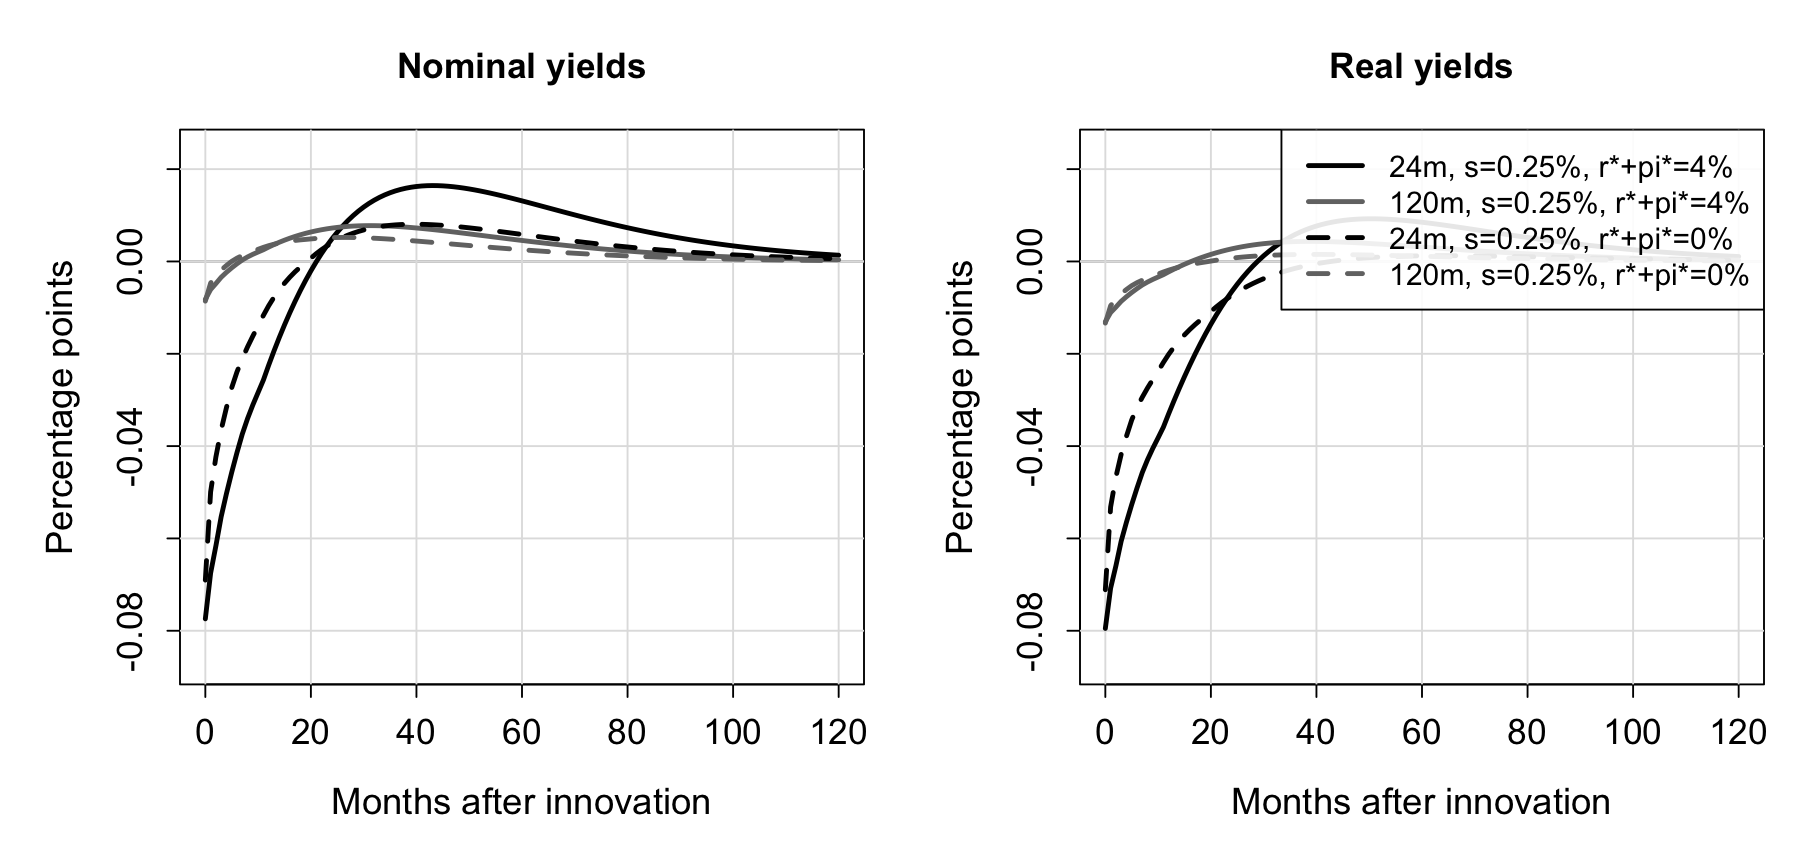 Nominal yields
Percentage points
0.00
-0.04
-0.08
0 20 40 60 80 100 120
Months after innovation
Real yields
24m, s=0.25%, r*+pi*=4%
120m, s=0.25%, r*+pi*=4%
24m, s=0.25%, r*+pi*=0%
120m, s=0.25%, r*+pi*=0%
Percentage points
0.00
-0.04
-0.08
0 20 40 60 80 100 120
Months after innovation